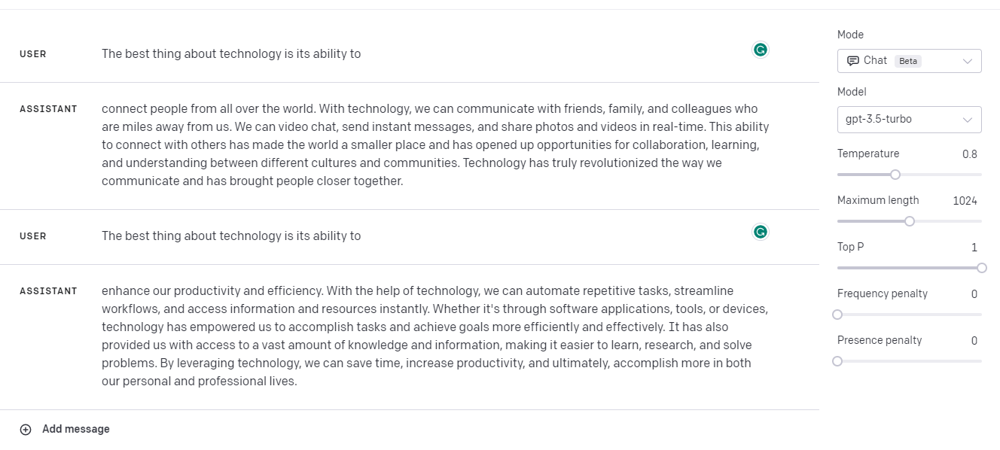 USER
The best thing about technology is its ability to
ASSISTANT
connect people from all over the world. With technology, we can communicate with friends, family, and colleagues who
are miles away from us. We can video chat, send instant messages, and share photos and videos in real-time. This ability
to connect with others has made the world a smaller place and has opened up opportunities for collaboration, learning,
and understanding between different cultures and communities. Technology has truly revolutionized the way we
communicate and has brought people closer together.
USER
The best thing about technology is its ability to
ASSISTANT
enhance our productivity and efficiency. With the help of technology, we can automate repetitive tasks, streamline
workflows, and access information and resources instantly. Whether it's through software applications, tools, or devices,
technology has empowered us to accomplish tasks and achieve goals more efficiently and effectively. It has also
provided us with access to a vast amount of knowledge and information, making it easier to learn, research, and solve
problems. By leveraging technology, we can save time, increase productivity, and ultimately, accomplish more in both
our personal and professional lives.
Add message
Mode
Chat Beta
Model
gpt-3.5-turbo
Temperature 0.8
Maximum length 1024
Top P 1
Frequency penalty 0
Presence penalty 0